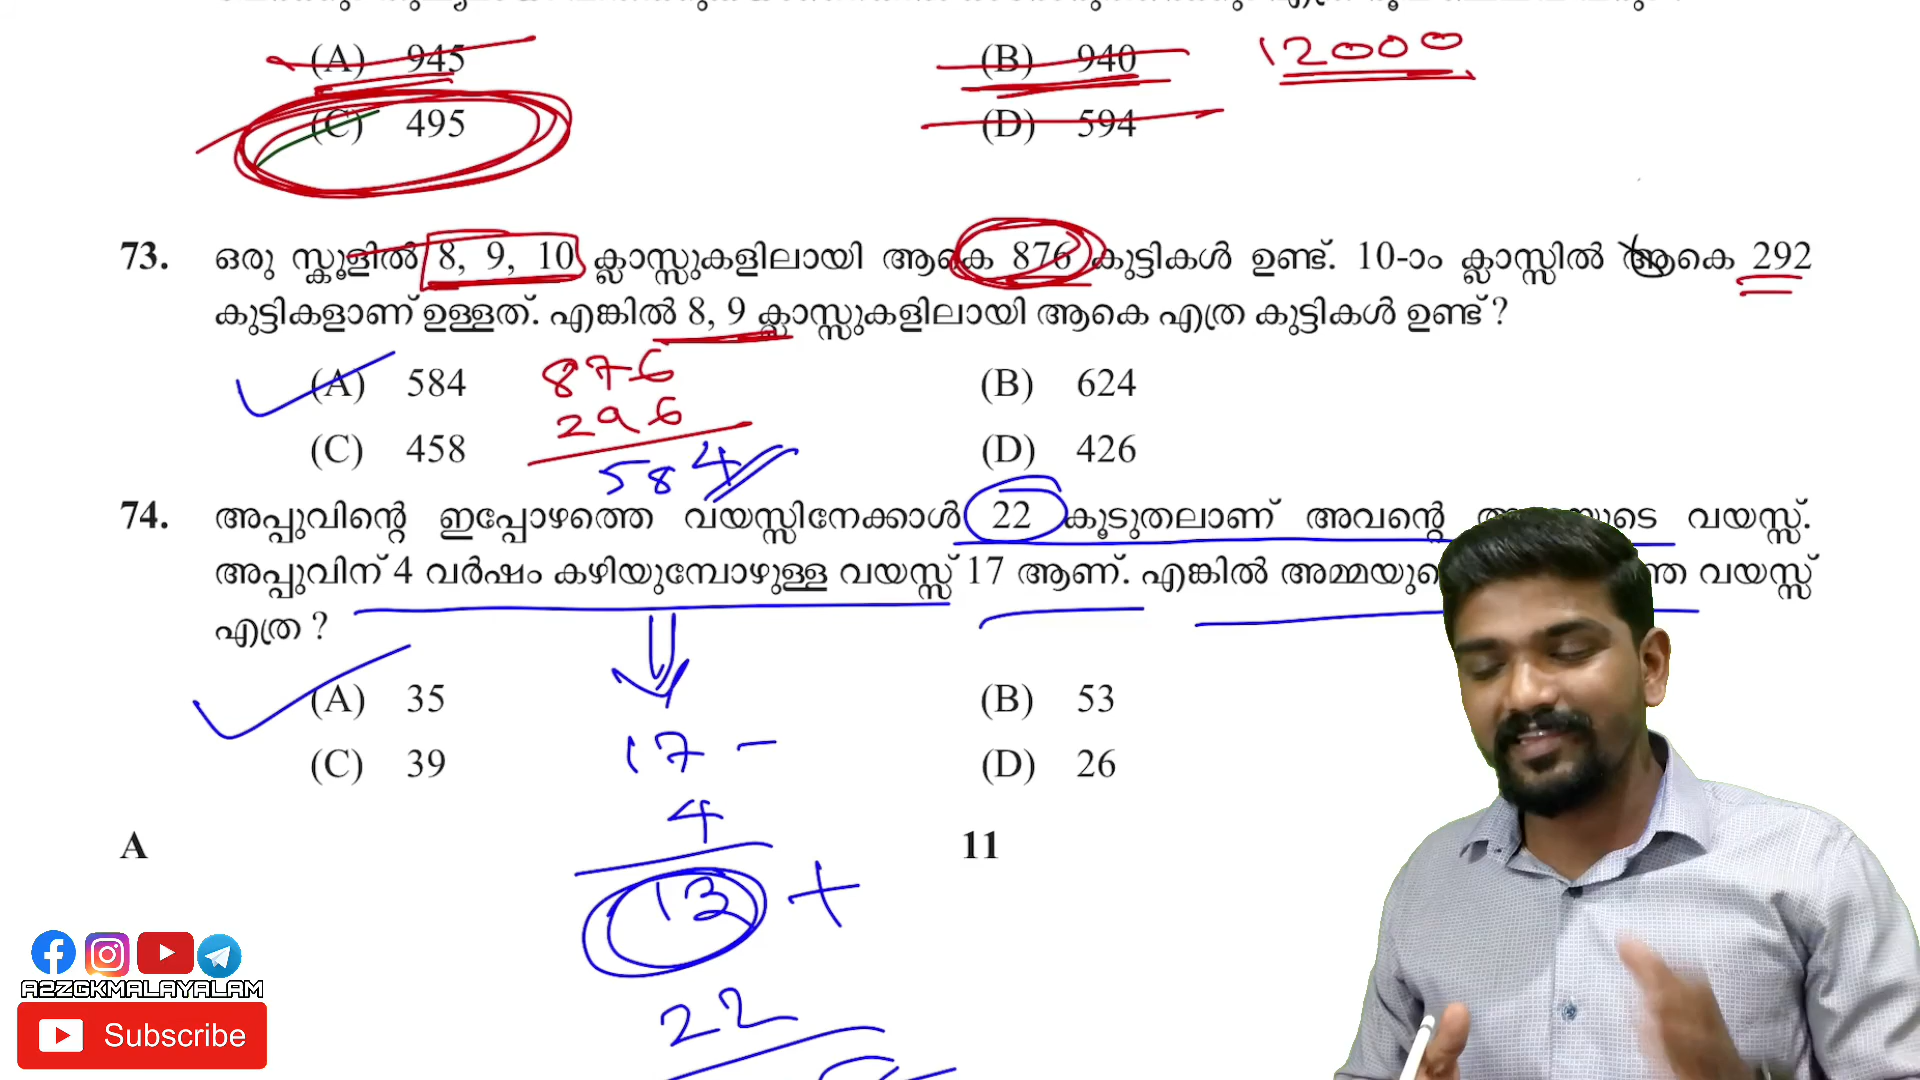 (A) 945 (B) 940 12000
(C) 495 (D) 594
73. ഒരു സ്കൂളിൽ 8, 9, 10 ക്ലാസ്സുകളിലായി ആകെ 876 കുട്ടികൾ ഉണ്ട്. 10-ാം ക്ലാസ്സിൽ ആകെ 292
കുട്ടികളാണ് ഉള്ളത്. എങ്കിൽ 8, 9 ക്ലാസ്സുകളിലായി ആകെ എത്ര കുട്ടികൾ ഉണ്ട് ?
(A) 584 (B) 624
876
296
(C) 458 (D) 426
584
74. അപ്പുവിന്റെ ഇപ്പോഴത്തെ വയസ്സിനേക്കാൾ 22 കൂടുതലാണ് അവന്റെ വയസ്സ്.
അപ്പുവിന് 4 വർഷം കഴിയുമ്പോഴുള്ള വയസ്സ് 17 ആണ്. എങ്കിൽ വയസ്സ്
എത്ര ?
(A) 35 (B) 53
17 -
(C) 39 (D) 26
4
A 11
13 +
22
A2ZGKMALAYALAM
Subscribe